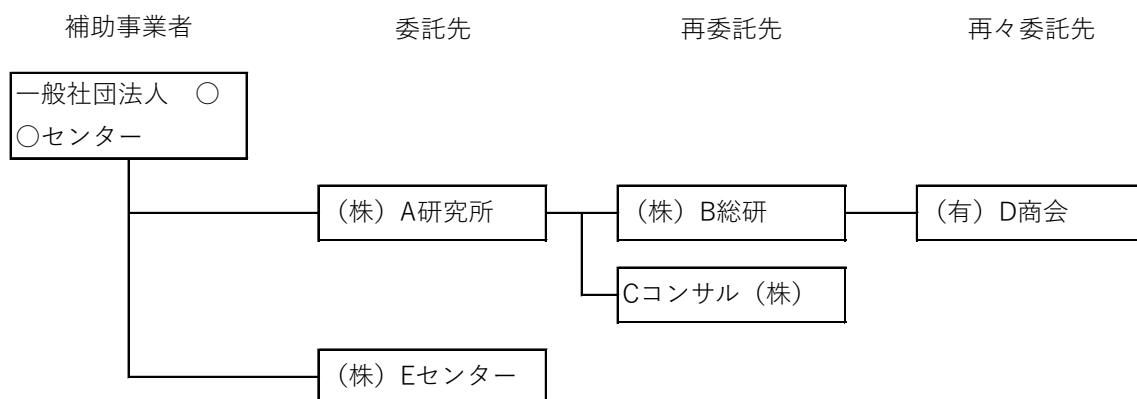 補助事業者　委託先　再委託先　再々委託先
一般社団法人　○
○センター
（株）A研究所　（株）B総研　（有）D商会
Cコンサル（株）
（株）Eセンター